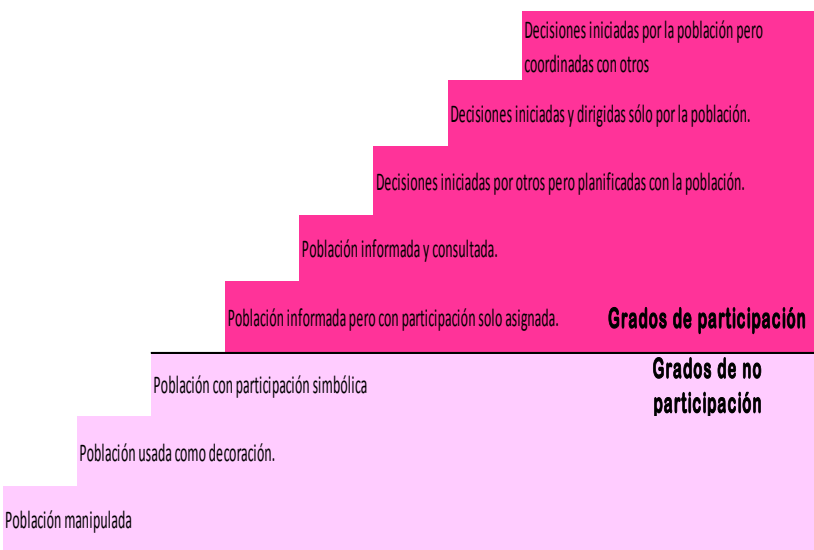 Decisiones iniciadas por la población pero
coordinadas con otros
Decisiones iniciadas y dirigidas sólo por la población.
Decisiones iniciadas por otros pero planificadas con la población.
Población informada y consultada.
Población informada pero con participación solo asignada.
Grados de participación
Grados de no
participación
Población con participación simbólica
Población usada como decoración.
Población manipulada